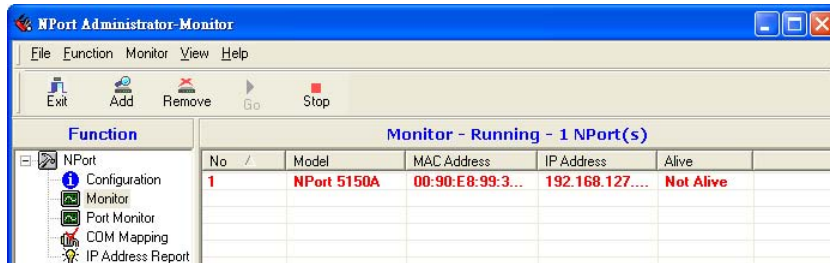 NPort Administrator-Monitor
File Function Monitor View Help
Exit Add Remove Go Stop
Function
Monitor - Running - 1 NPort(s)
NPort
Configuration
Monitor
Port Monitor
COM Mapping
IP Address Report
No Model MAC Address IP Address Alive
1 NPort 5150A 00:90:E8:99:3... 192.168.127.... Not Alive